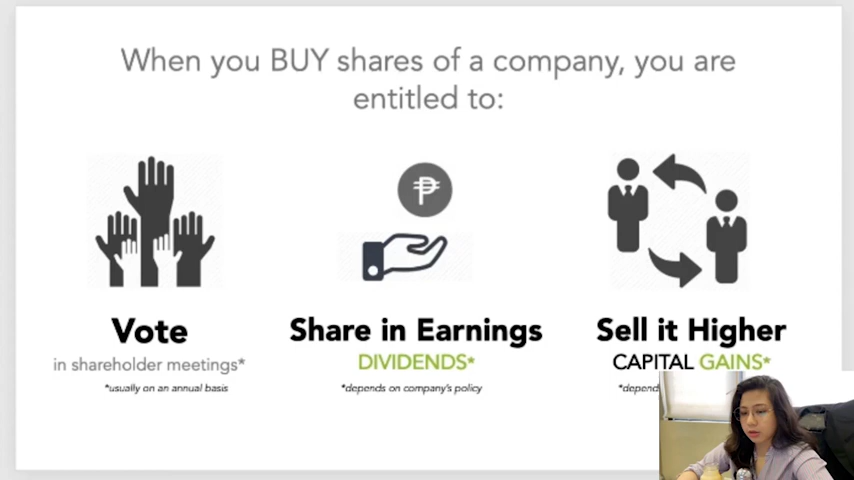 When you BUY shares of a company, you are
entitled to:
₱
Vote
in shareholder meetings*
*usually on an annual basis
Share in Earnings
DIVIDENDS*
*depends on company's policy
Sell it Higher
CAPITAL GAINS*